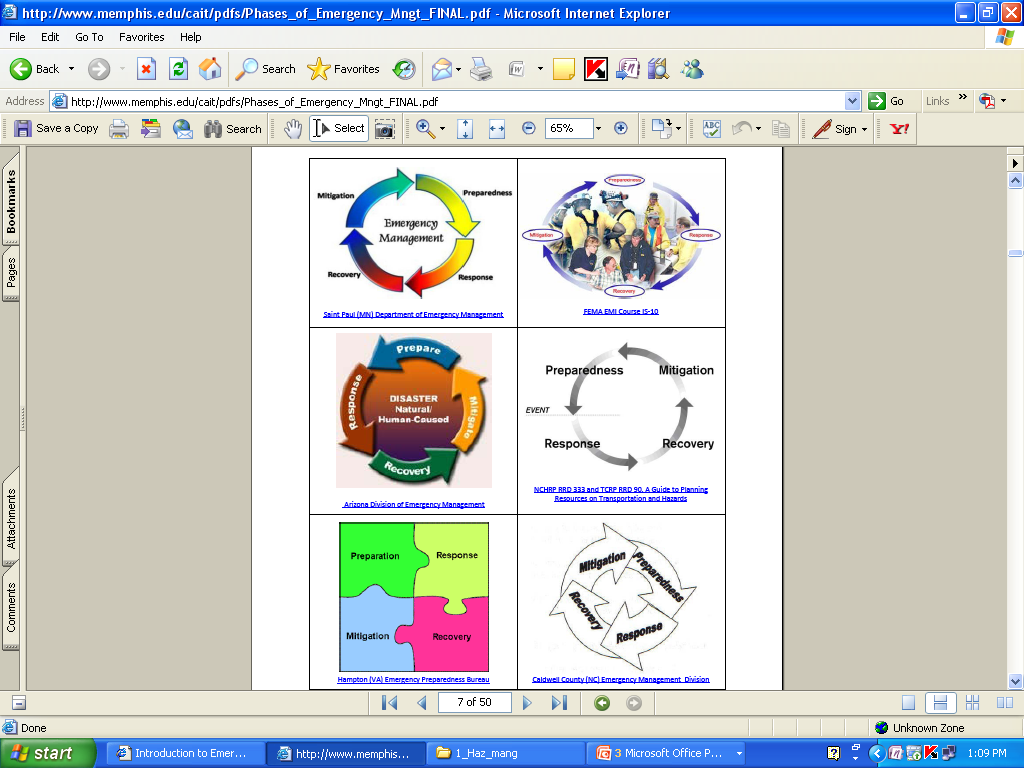 http://www.memphis.edu/cait/pdfs/Phases_of_Emergency_Mngt_FINAL.pdf - Microsoft Internet Explorer
File Edit Go To Favorites Help
Back Search Favorites
Address http://www.memphis.edu/cait/pdfs/Phases_of_Emergency_Mngt_FINAL.pdf Go Links »
Save a Copy Search Select 65% Sign Y!
Bookmarks
Pages
Attachments
Comments
Mitigation
Preparedness
Emergency
Management
Recovery
Response
Saint Paul (MN) Department of Emergency Management
Preparedness
Mitigation
Response
Recovery
FEMA EMI Course IS-10
Prepare
Response
DISASTER
Natural/
Human-Caused
Mitigate
Recovery
Arizona Division of Emergency Management
Preparedness Mitigation
EVENT
Response Recovery
NCHRP RRD 333 and TCRP RRD 90. A Guide to Planning
Resources on Transportation and Hazards
Preparation Response
Mitigation Recovery
Hampton (VA) Emergency Preparedness Bureau
Mitigation
Preparedness
Recovery
Response
Caldwell County (NC) Emergency Management Division
7 of 50
Done Unknown Zone
start Introduction to Emer... http://www.memphis... 1_Haz_mang 3 Microsoft Office P... 1:09 PM